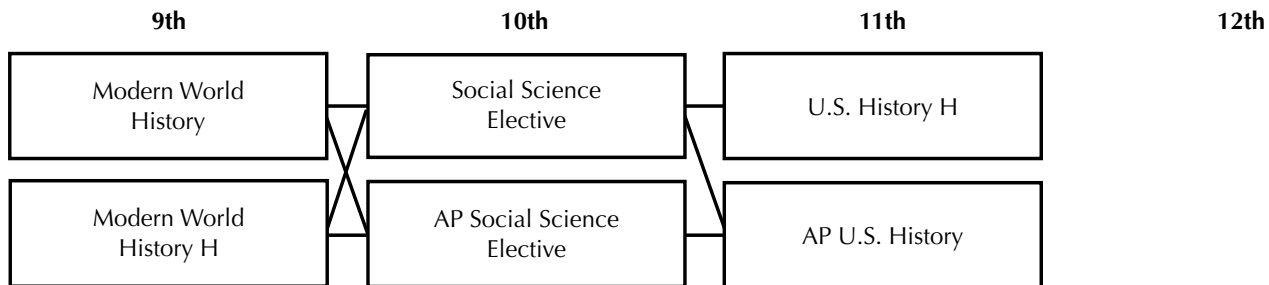 9th 10th 11th 12th
Modern World
History
Social Science
Elective
U.S. History H
Modern World
History H
AP Social Science
Elective
AP U.S. History